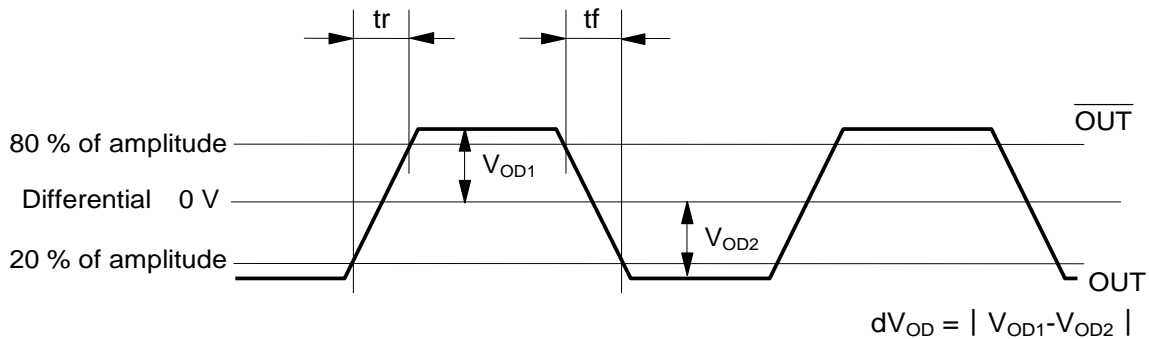 tr
tf
80 % of amplitude
OUT
VOD1
Differential 0 V
VOD2
20 % of amplitude
OUT
dVOD = | VOD1-VOD2 |